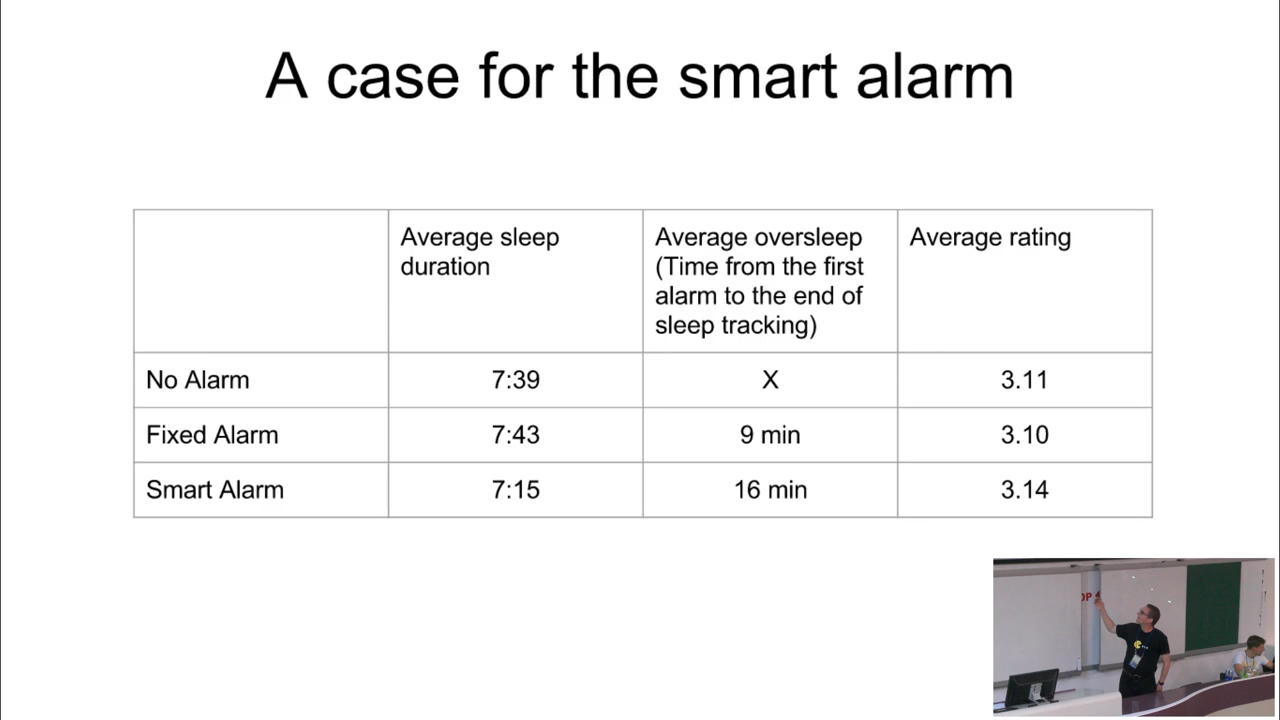 A case for the smart alarm
Average sleep
duration
Average oversleep
(Time from the first
alarm to the end of
sleep tracking)
Average rating
No Alarm
7:39
X
3.11
Fixed Alarm
7:43
9 min
3.10
Smart Alarm
7:15
16 min
3.14
OP